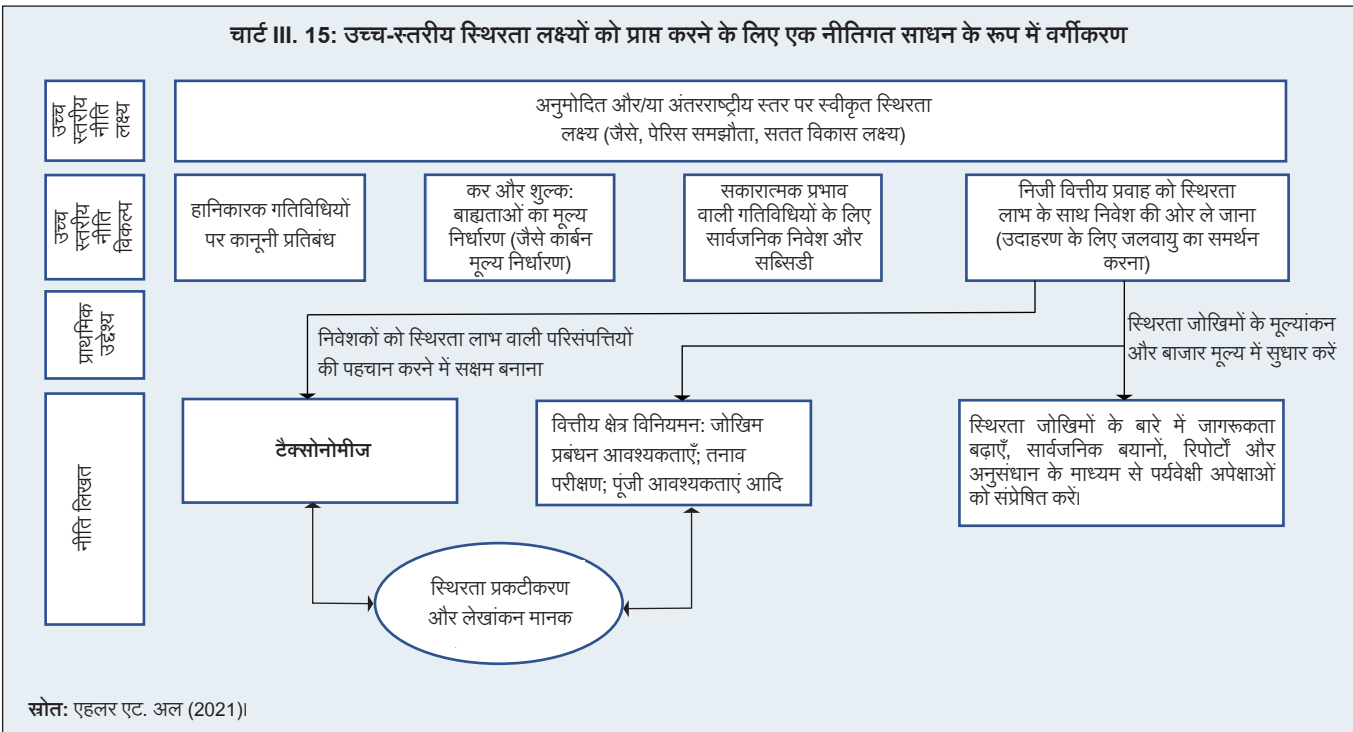 चार्ट III. 15: उच्च-स्तरीय स्थिरता लक्ष्यों को प्राप्त करने के लिए एक नीतिगत साधन के रूप में वर्गीकरण
उच्च
स्तरीय
नीति
लक्ष्य
अनुमोदित और/या अंतरराष्ट्रीय स्तर पर स्वीकृत स्थिरता
लक्ष्य (जैसे, पेरिस समझौता, सतत विकास लक्ष्य)
उच्च
स्तरीय
नीति
विकल्प
हानिकारक गतिविधियों
पर कानूनी प्रतिबंध
कर और शुल्क:
बाह्यताओं का मूल्य
निर्धारण (जैसे कार्बन
मूल्य निर्धारण)
सकारात्मक प्रभाव
वाली गतिविधियों के लिए
सार्वजनिक निवेश और
सब्सिडी
निजी वित्तीय प्रवाह को स्थिरता
लाभ के साथ निवेश की ओर ले जाना
(उदाहरण के लिए जलवायु का समर्थन
करना)
प्राथमिक
उद्देश्य
निवेशकों को स्थिरता लाभ वाली परिसंपत्तियों
की पहचान करने में सक्षम बनाना
स्थिरता जोखिमों के मूल्यांकन
और बाजार मूल्य में सुधार करें
नीति लिखत
टैक्सोनोमीज
वित्तीय क्षेत्र विनियमन: जोखिम
प्रबंधन आवश्यकताएँ; तनाव
परीक्षण; पूंजी आवश्यकताएं आदि
स्थिरता जोखिमों के बारे में जागरूकता
बढ़ाएँ, सार्वजनिक बयानों, रिपोर्टों और
अनुसंधान के माध्यम से पर्यवेक्षी अपेक्षाओं
को संप्रेषित करें।
स्थिरता प्रकटीकरण
और लेखांकन मानक
स्रोत: एहलर एट. अल (2021)।